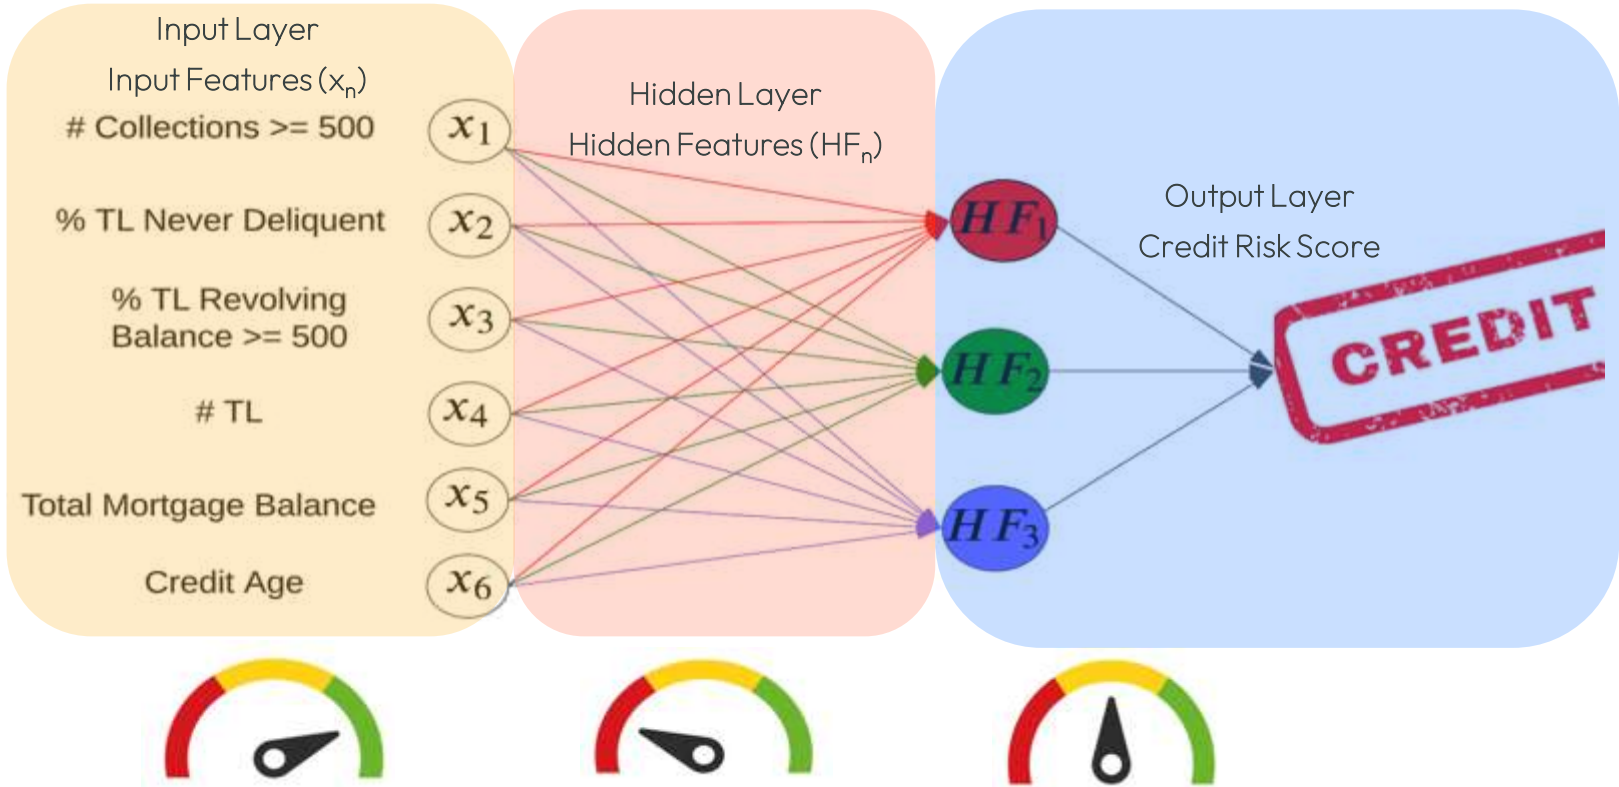 Input Layer
Input Features (xₙ)
# Collections >= 500
x₁
% TL Never Deliquent
x₂
% TL Revolving
Balance >= 500
x₃
# TL
x₄
Total Mortgage Balance
x₅
Credit Age
x₆
Hidden Layer
Hidden Features (HFₙ)
HF₁
HF₂
HF₃
Output Layer
Credit Risk Score
CREDIT